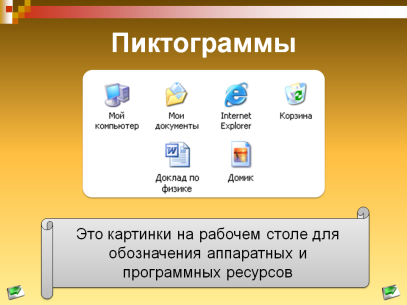 Пиктограммы
Мой
компьютер
Мои
документы
Internet
Explorer
Корзина
Доклад по
физике
Домик
Это картинки на рабочем столе для
обозначения аппаратных и
программных ресурсов